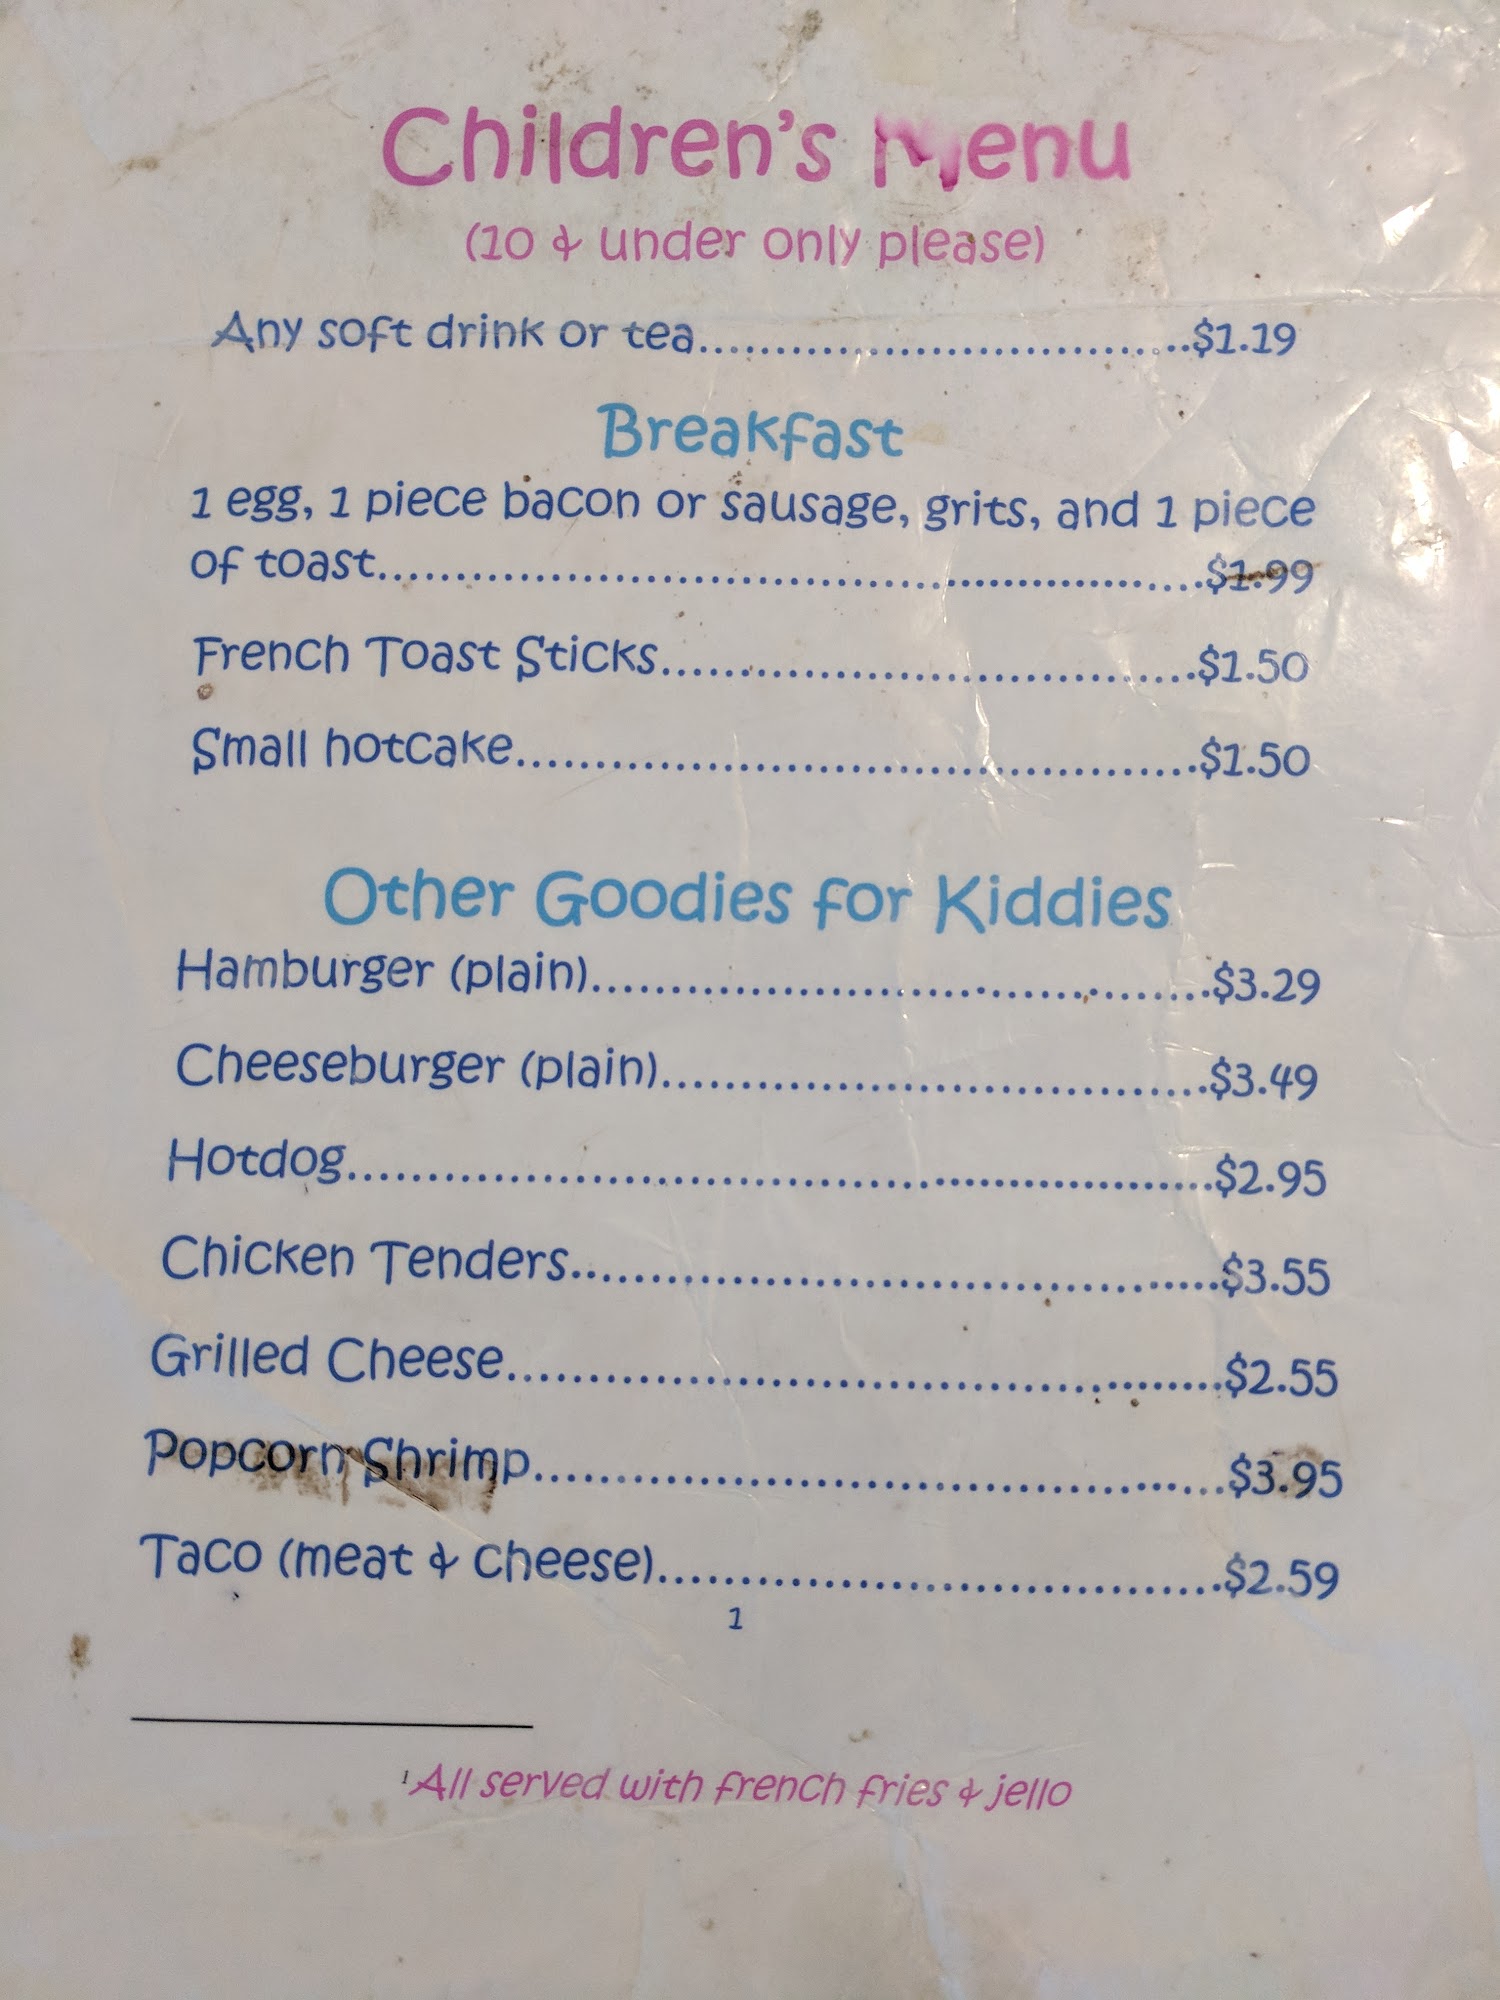 Children's Menu
(10 & under only please)
Any soft drink or tea.................................$1.19
Breakfast
1 egg, 1 piece bacon or sausage, grits, and 1 piece
of toast.......................................................$1.99
French Toast Sticks...................................$1.50
Small hotcake.............................................$1.50
Other Goodies for Kiddies
Hamburger (plain).......................................$3.29
Cheeseburger (plain)...................................$3.49
Hotdog.........................................................$2.95
Chicken Tenders..........................................$3.55
Grilled Cheese..............................................$2.55
Popcorn Shrimp............................................$3.95
Taco (meat & cheese)....................................$2.59
1
1 All served with french fries & jello